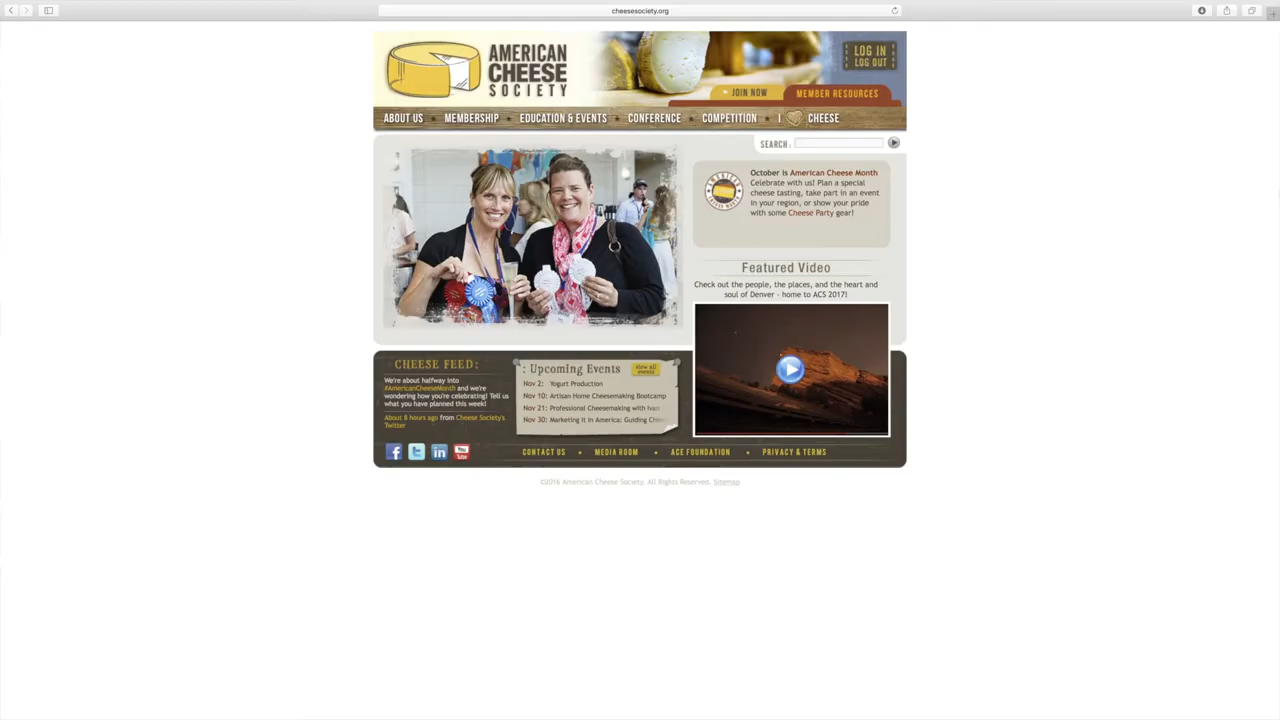 cheesesociety.org
AMERICAN
CHEESE
SOCIETY
LOG IN
LOG OUT
JOIN NOW
MEMBER RESOURCES
ABOUT US
MEMBERSHIP
EDUCATION & EVENTS
CONFERENCE
COMPETITION
I CHEESE
SEARCH:
October is American Cheese Month
Celebrate with us! Plan a special
cheese tasting, take part in an event
in your region, or show your pride
with some Cheese Party gear!
Featured Video
Check out the people, the places, and the heart and
soul of Denver - home to ACS 2017!
CHEESE FEED:
We're about halfway into
#AmericanCheeseMonth and we're
wondering how you're celebrating! Tell us
what you have planned this week!
About 8 hours ago from Cheese Society's
Twitter
: Upcoming Events
view all
events
Nov 2: Yogurt Production
Nov 10: Artisan Home Cheesemaking Bootcamp
Nov 21: Professional Cheesemaking with
Nov 30: Marketing it in America: Guiding
You
Tube
CONTACT US
MEDIA ROOM
ACE FOUNDATION
PRIVACY & TERMS
©2016 American Cheese Society. All Rights Reserved. Sitemap